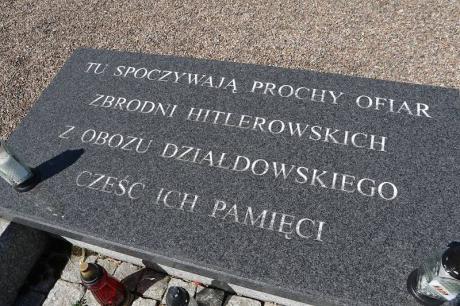 TU SPOCZYWAJĄ PROCHY OFIAR
ZBRODNI HITLEROWSKICH
Z OBOZU DZIAŁDOWSKIEGO
CZEŚĆ ICH PAMIĘCI